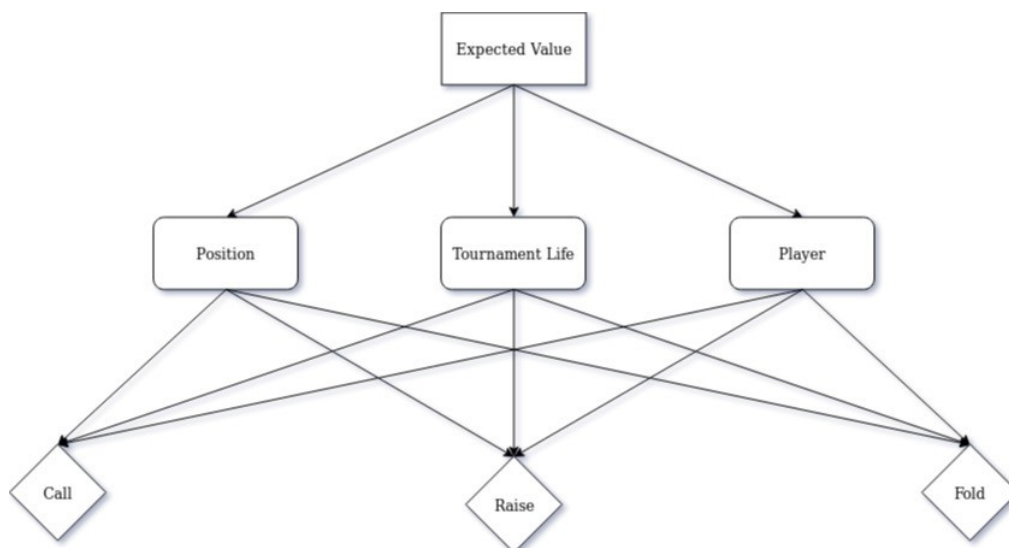 Expected Value
Position
Tournament Life
Player
Call
Raise
Fold